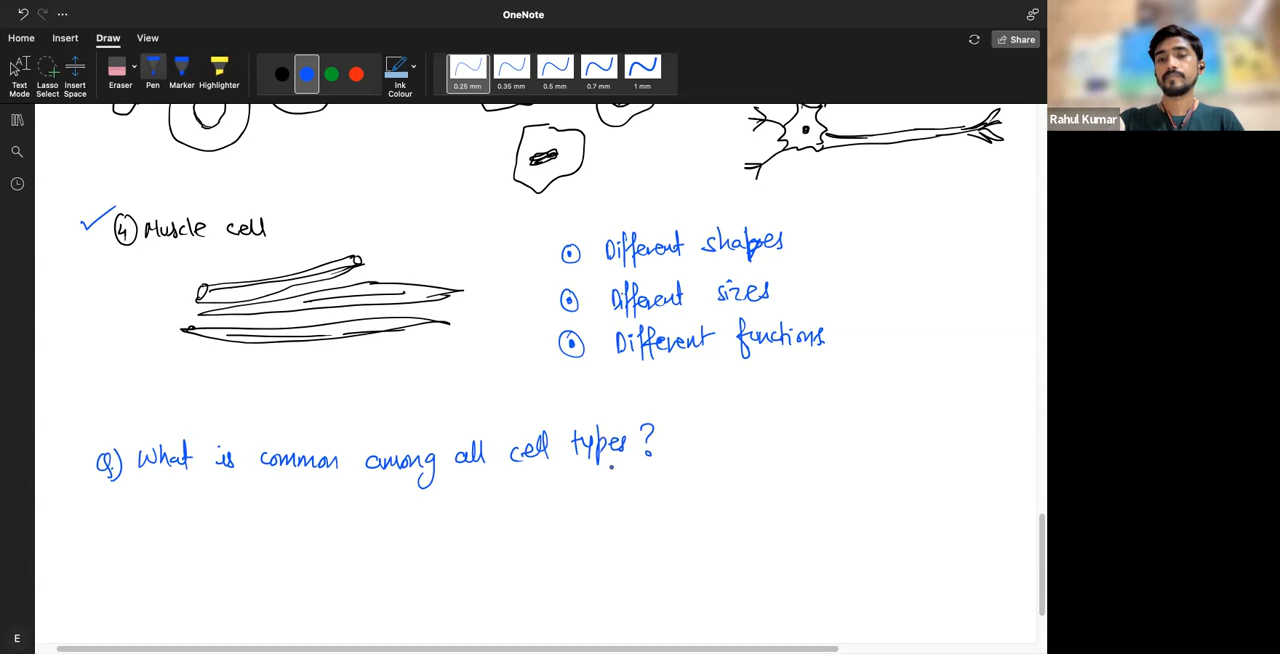 OneNote
Home Insert Draw View
Share
Text Mode
Lasso Select
Insert Space
Eraser
Pen
Marker
Highlighter
Ink Colour
0.25 mm
0.35 mm
0.5 mm
0.7 mm
1 mm
Rahul Kumar
④ Muscle cell
Different shapes
Different sizes
Different functions
Q) What is common among all cell types?
E